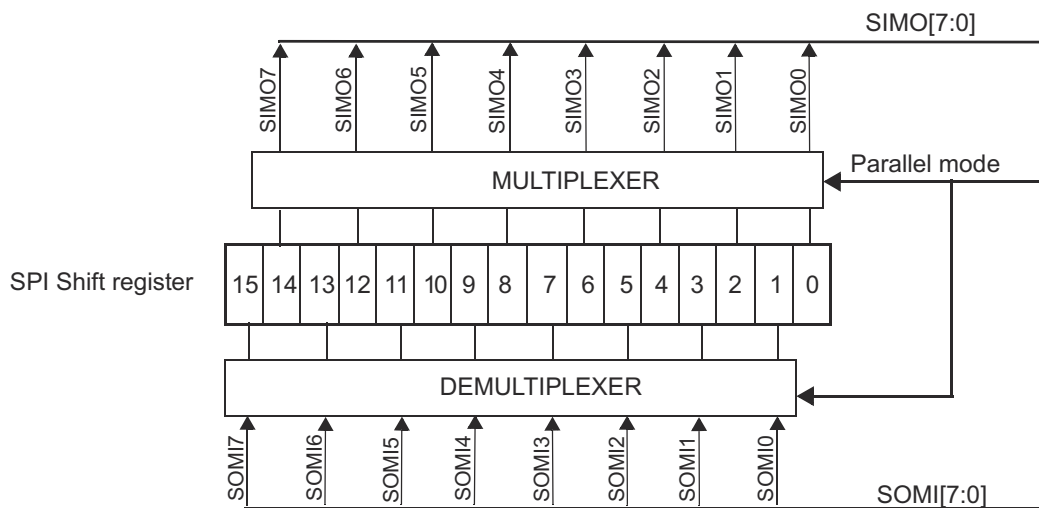 SIMO[7:0]
SIMO7
SIMO6
SIMO5
SIMO4
SIMO3
SIMO2
SIMO1
SIMO0
MULTIPLEXER
Parallel mode
SPI Shift register
15 14 13 12 11 10 9 8 7 6 5 4 3 2 1 0
DEMULTIPLEXER
SOMI7
SOMI6
SOMI5
SOMI4
SOMI3
SOMI2
SOMI1
SOMI0
SOMI[7:0]